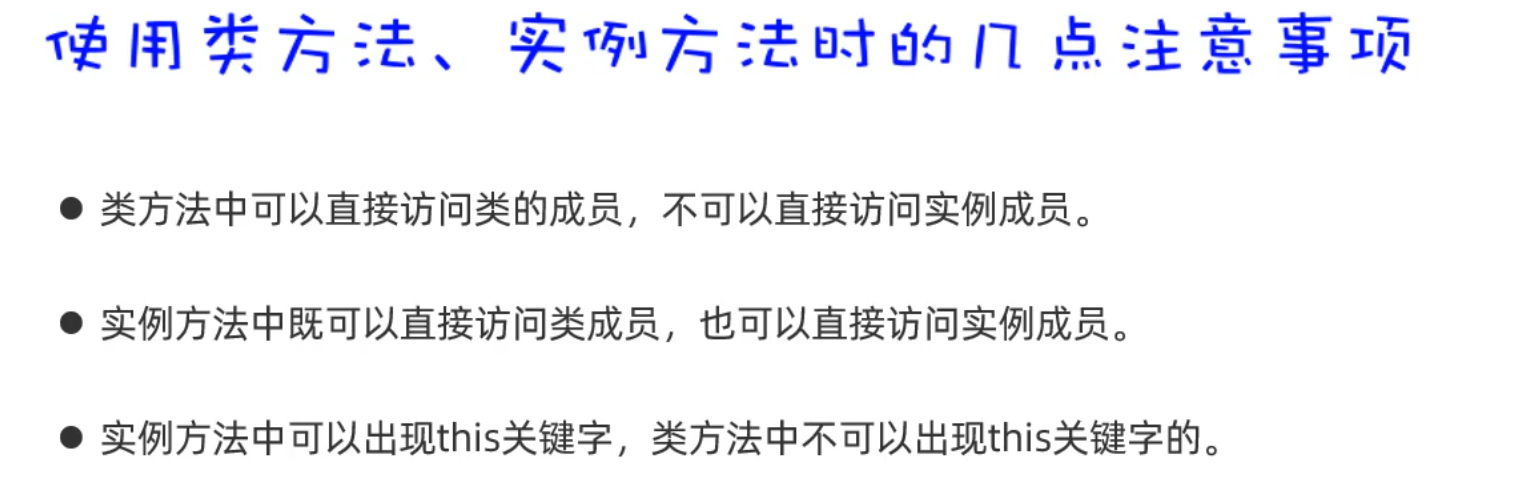 使用类方法、实例方法时的几点注意事项
● 类方法中可以直接访问类的成员，不可以直接访问实例成员。
● 实例方法中既可以直接访问类成员，也可以直接访问实例成员。
● 实例方法中可以出现this关键字，类方法中不可以出现this关键字的。